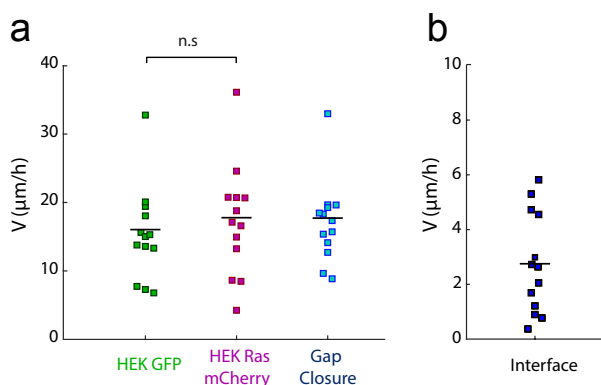 a
n.s
V (μm/h)
40
30
20
10
0
HEK GFP
HEK Ras
mCherry
Gap
Closure
b
V (μm/h)
10
8
6
4
2
0
Interface